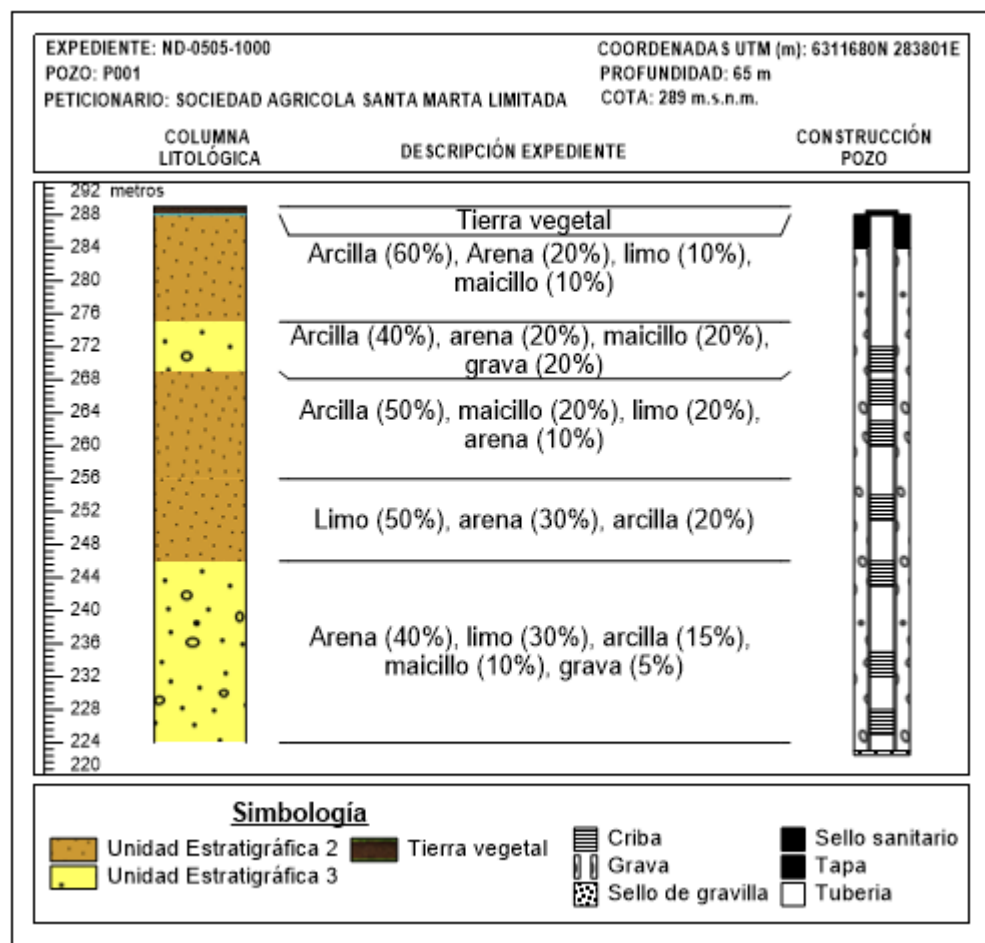 EXPEDIENTE: ND-0505-1000
COORDENADAS UTM (m): 6311680N 283801E
POZO: P001
PROFUNDIDAD: 65 m
PETICIONARIO: SOCIEDAD AGRICOLA SANTA MARTA LIMITADA
COTA: 289 m.s.n.m.
COLUMNA
LITOLÓGICA
DESCRIPCIÓN EXPEDIENTE
CONSTRUCCIÓN
POZO
292 metros
288
284
280
276
272
268
264
260
256
252
248
244
240
236
232
228
224
220
Tierra vegetal
Arcilla (60%), Arena (20%), limo (10%),
maicillo (10%)
Arcilla (40%), arena (20%), maicillo (20%),
grava (20%)
Arcilla (50%), maicillo (20%), limo (20%),
arena (10%)
Limo (50%), arena (30%), arcilla (20%)
Arena (40%), limo (30%), arcilla (15%),
maicillo (10%), grava (5%)
Simbología
Unidad Estratigráfica 2
Tierra vegetal
Unidad Estratigráfica 3
Criba
Grava
Sello de gravilla
Sello sanitario
Tapa
Tuberia